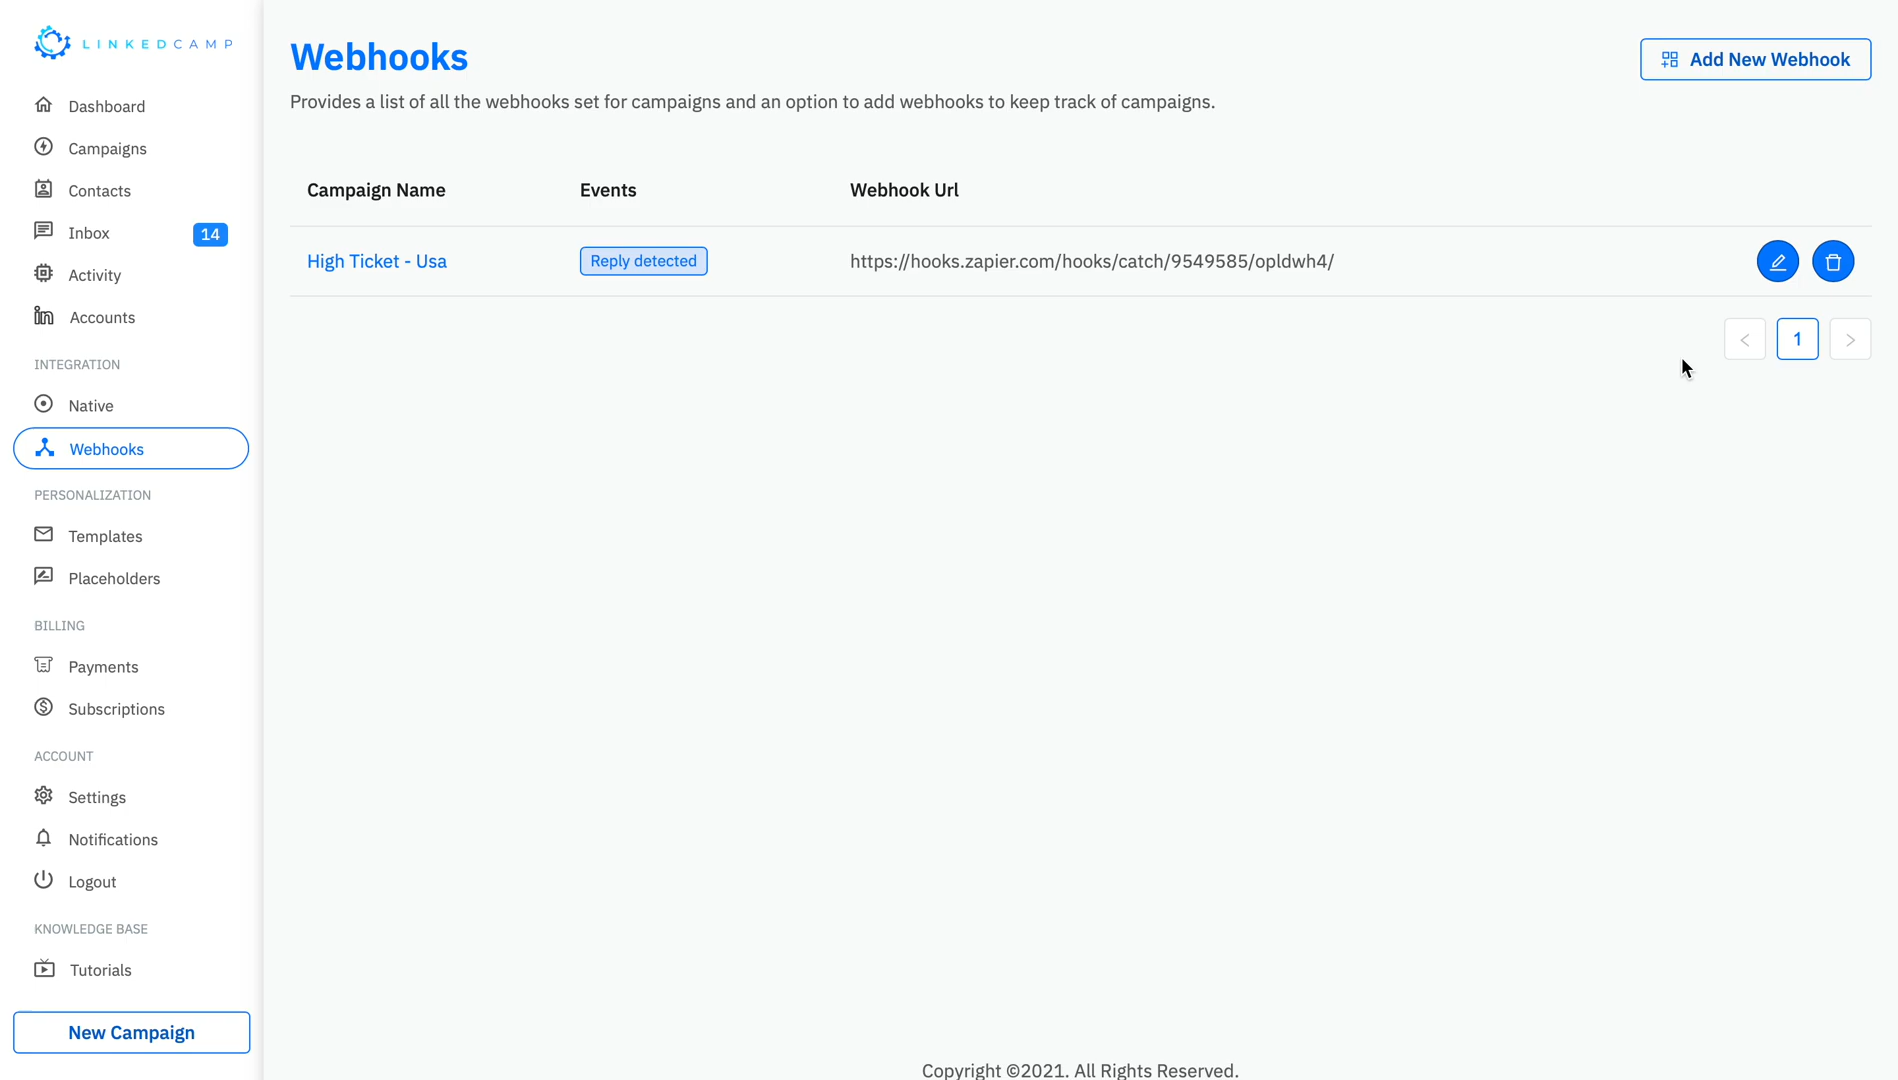 LINKEDCAMP
Dashboard
Campaigns
Contacts
Inbox 14
Activity
Accounts
INTEGRATION
Native
Webhooks
PERSONALIZATION
Templates
Placeholders
BILLING
Payments
Subscriptions
ACCOUNT
Settings
Notifications
Logout
KNOWLEDGE BASE
Tutorials
New Campaign
Webhooks
Add New Webhook
Provides a list of all the webhooks set for campaigns and an option to add webhooks to keep track of campaigns.
Campaign Name Events Webhook Url
High Ticket - Usa Reply detected https://hooks.zapier.com/hooks/catch/9549585/opldwh4/
< 1 >
Copyright ©2021. All Rights Reserved.